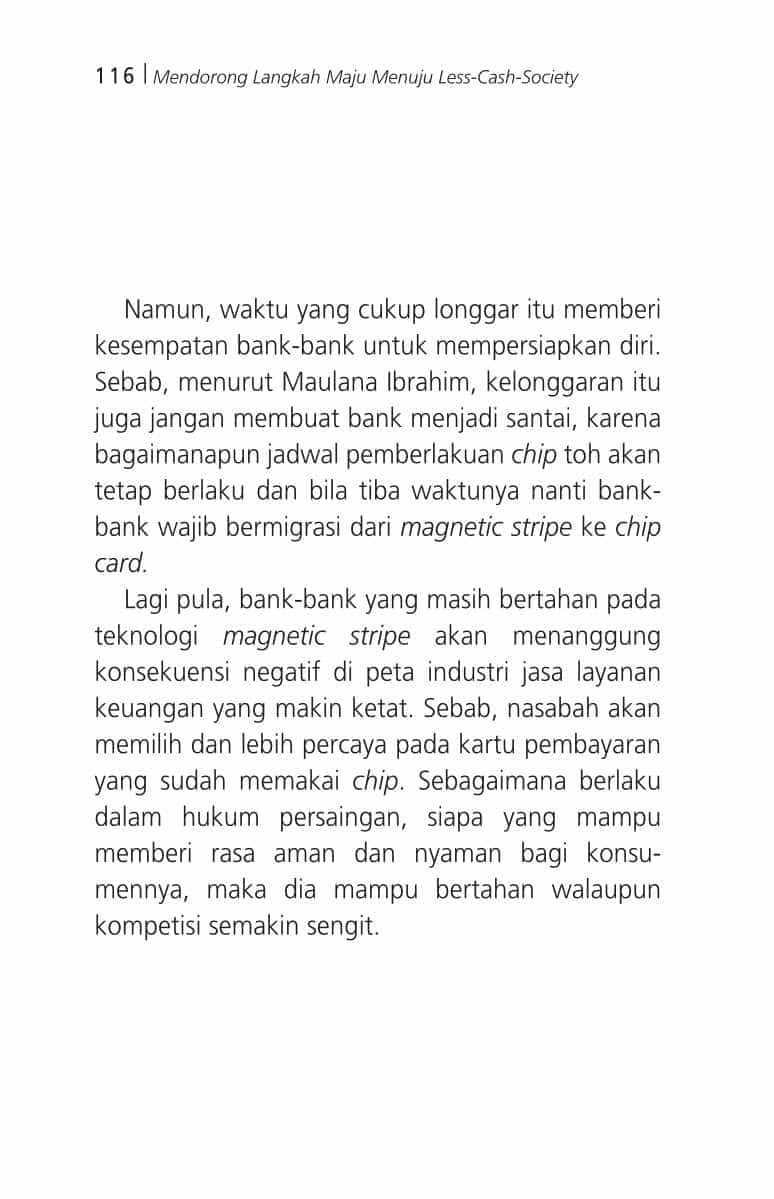 116 | Mendorong Langkah Maju Menuju Less-Cash-Society
Namun, waktu yang cukup longgar itu memberi
kesempatan bank-bank untuk mempersiapkan diri.
Sebab, menurut Maulana Ibrahim, kelonggaran itu
juga jangan membuat bank menjadi santai, karena
bagaimanapun jadwal pemberlakuan chip toh akan
tetap berlaku dan bila tiba waktunya nanti bank-
bank wajib bermigrasi dari magnetic stripe ke chip
card.
Lagi pula, bank-bank yang masih bertahan pada
teknologi magnetic stripe akan menanggung
konsekuensi negatif di peta industri jasa layanan
keuangan yang makin ketat. Sebab, nasabah akan
memilih dan lebih percaya pada kartu pembayaran
yang sudah memakai chip. Sebagaimana berlaku
dalam hukum persaingan, siapa yang mampu
memberi rasa aman dan nyaman bagi konsu-
mennya, maka dia mampu bertahan walaupun
kompetisi semakin sengit.